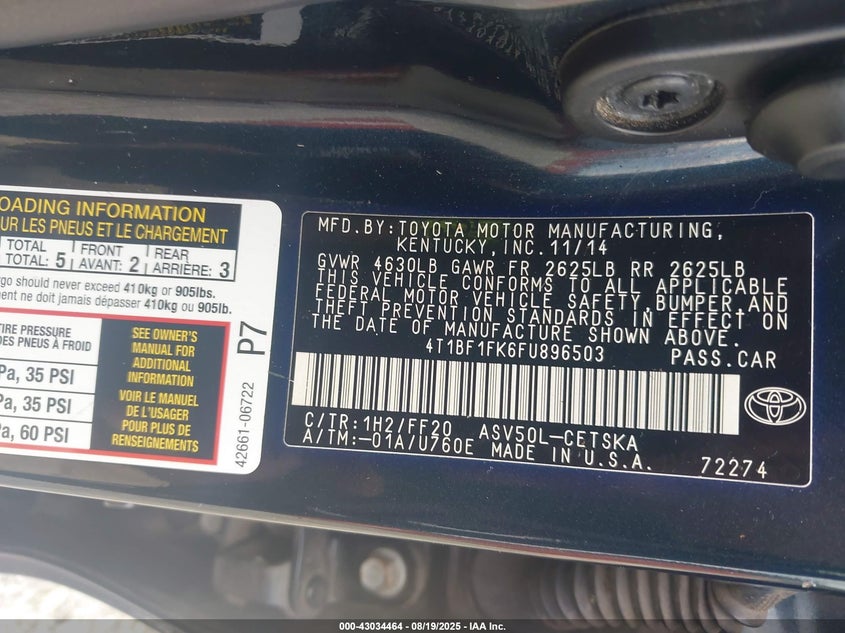 OADING INFORMATION
UR LES PNEUS ET LE CHARGEMENT
TOTAL FRONT REAR
TOTAL: 5 AVANT: 2 ARRIÈRE: 3
rgo should never exceed 410kg or 905lbs.
ment ne doit jamais dépasser 410kg ou 905lb.
TIRE PRESSURE
DES PNEUS À FROID
Pa, 35 PSI
Pa, 35 PSI
Pa, 60 PSI
SEE OWNER'S
MANUAL FOR
ADDITIONAL
INFORMATION
VOIR LE MANUEL
DE L'USAGER
POUR PLUS DE
RENSEIGNEMENTS
P7
42661-06722
MFD.BY:TOYOTA MOTOR MANUFACTURING,
KENTUCKY,INC.11/14
GVWR 4630LB GAWR FR 2625LB RR 2625LB
THIS VEHICLE CONFORMS TO ALL APPLICABLE
FEDERAL MOTOR VEHICLE SAFETY,BUMPER,AND
THEFT PREVENTION STANDARDS IN EFFECT ON
THE DATE OF MANUFACTURE SHOWN ABOVE.
4T1BF1FK6FU896503 PASS.CAR
C/TR:1H2/FF20 ASV50L-CETSKA
A/TM:-01A/U760E MADE IN U.S.A. 72274
000-43034464 - 08/19/2025 - IAA Inc.